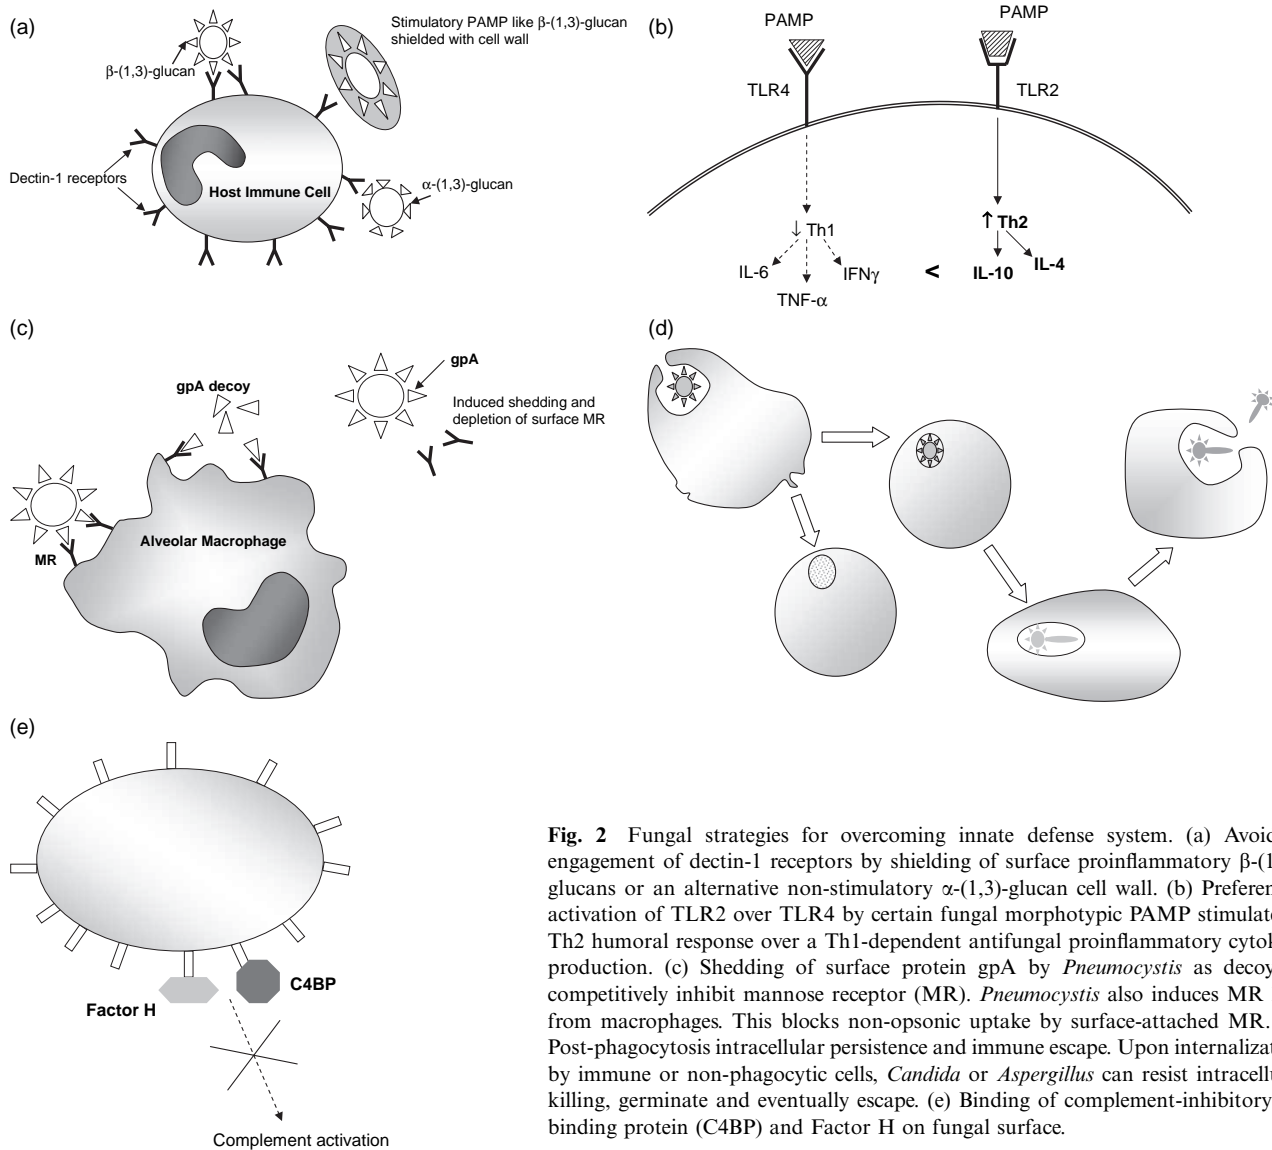 (a)
Stimulatory PAMP like β-(1,3)-glucan
shielded with cell wall
β-(1,3)-glucan
Dectin-1 receptors
Host Immune Cell
α-(1,3)-glucan
(b)
PAMP
PAMP
TLR4
TLR2
↓ Th1
↑ Th2
IL-6
TNF-α
IFNγ
<
IL-10
IL-4
(c)
gpA decoy
gpA
Induced shedding and
depletion of surface MR
MR
Alveolar Macrophage
(d)
(e)
Factor H
C4BP
Complement activation
Fig. 2 Fungal strategies for overcoming innate defense system. (a) Avoid
engagement of dectin-1 receptors by shielding of surface proinflammatory β-(1
glucans or an alternative non-stimulatory α-(1,3)-glucan cell wall. (b) Preferen
activation of TLR2 over TLR4 by certain fungal morphotypic PAMP stimulate
Th2 humoral response over a Th1-dependent antifungal proinflammatory cytok
production. (c) Shedding of surface protein gpA by Pneumocystis as decoy
competitively inhibit mannose receptor (MR). Pneumocystis also induces MR
from macrophages. This blocks non-opsonic uptake by surface-attached MR.
Post-phagocytosis intracellular persistence and immune escape. Upon internalizat
by immune or non-phagocytic cells, Candida or Aspergillus can resist intracellu
killing, germinate and eventually escape. (e) Binding of complement-inhibitory
binding protein (C4BP) and Factor H on fungal surface.